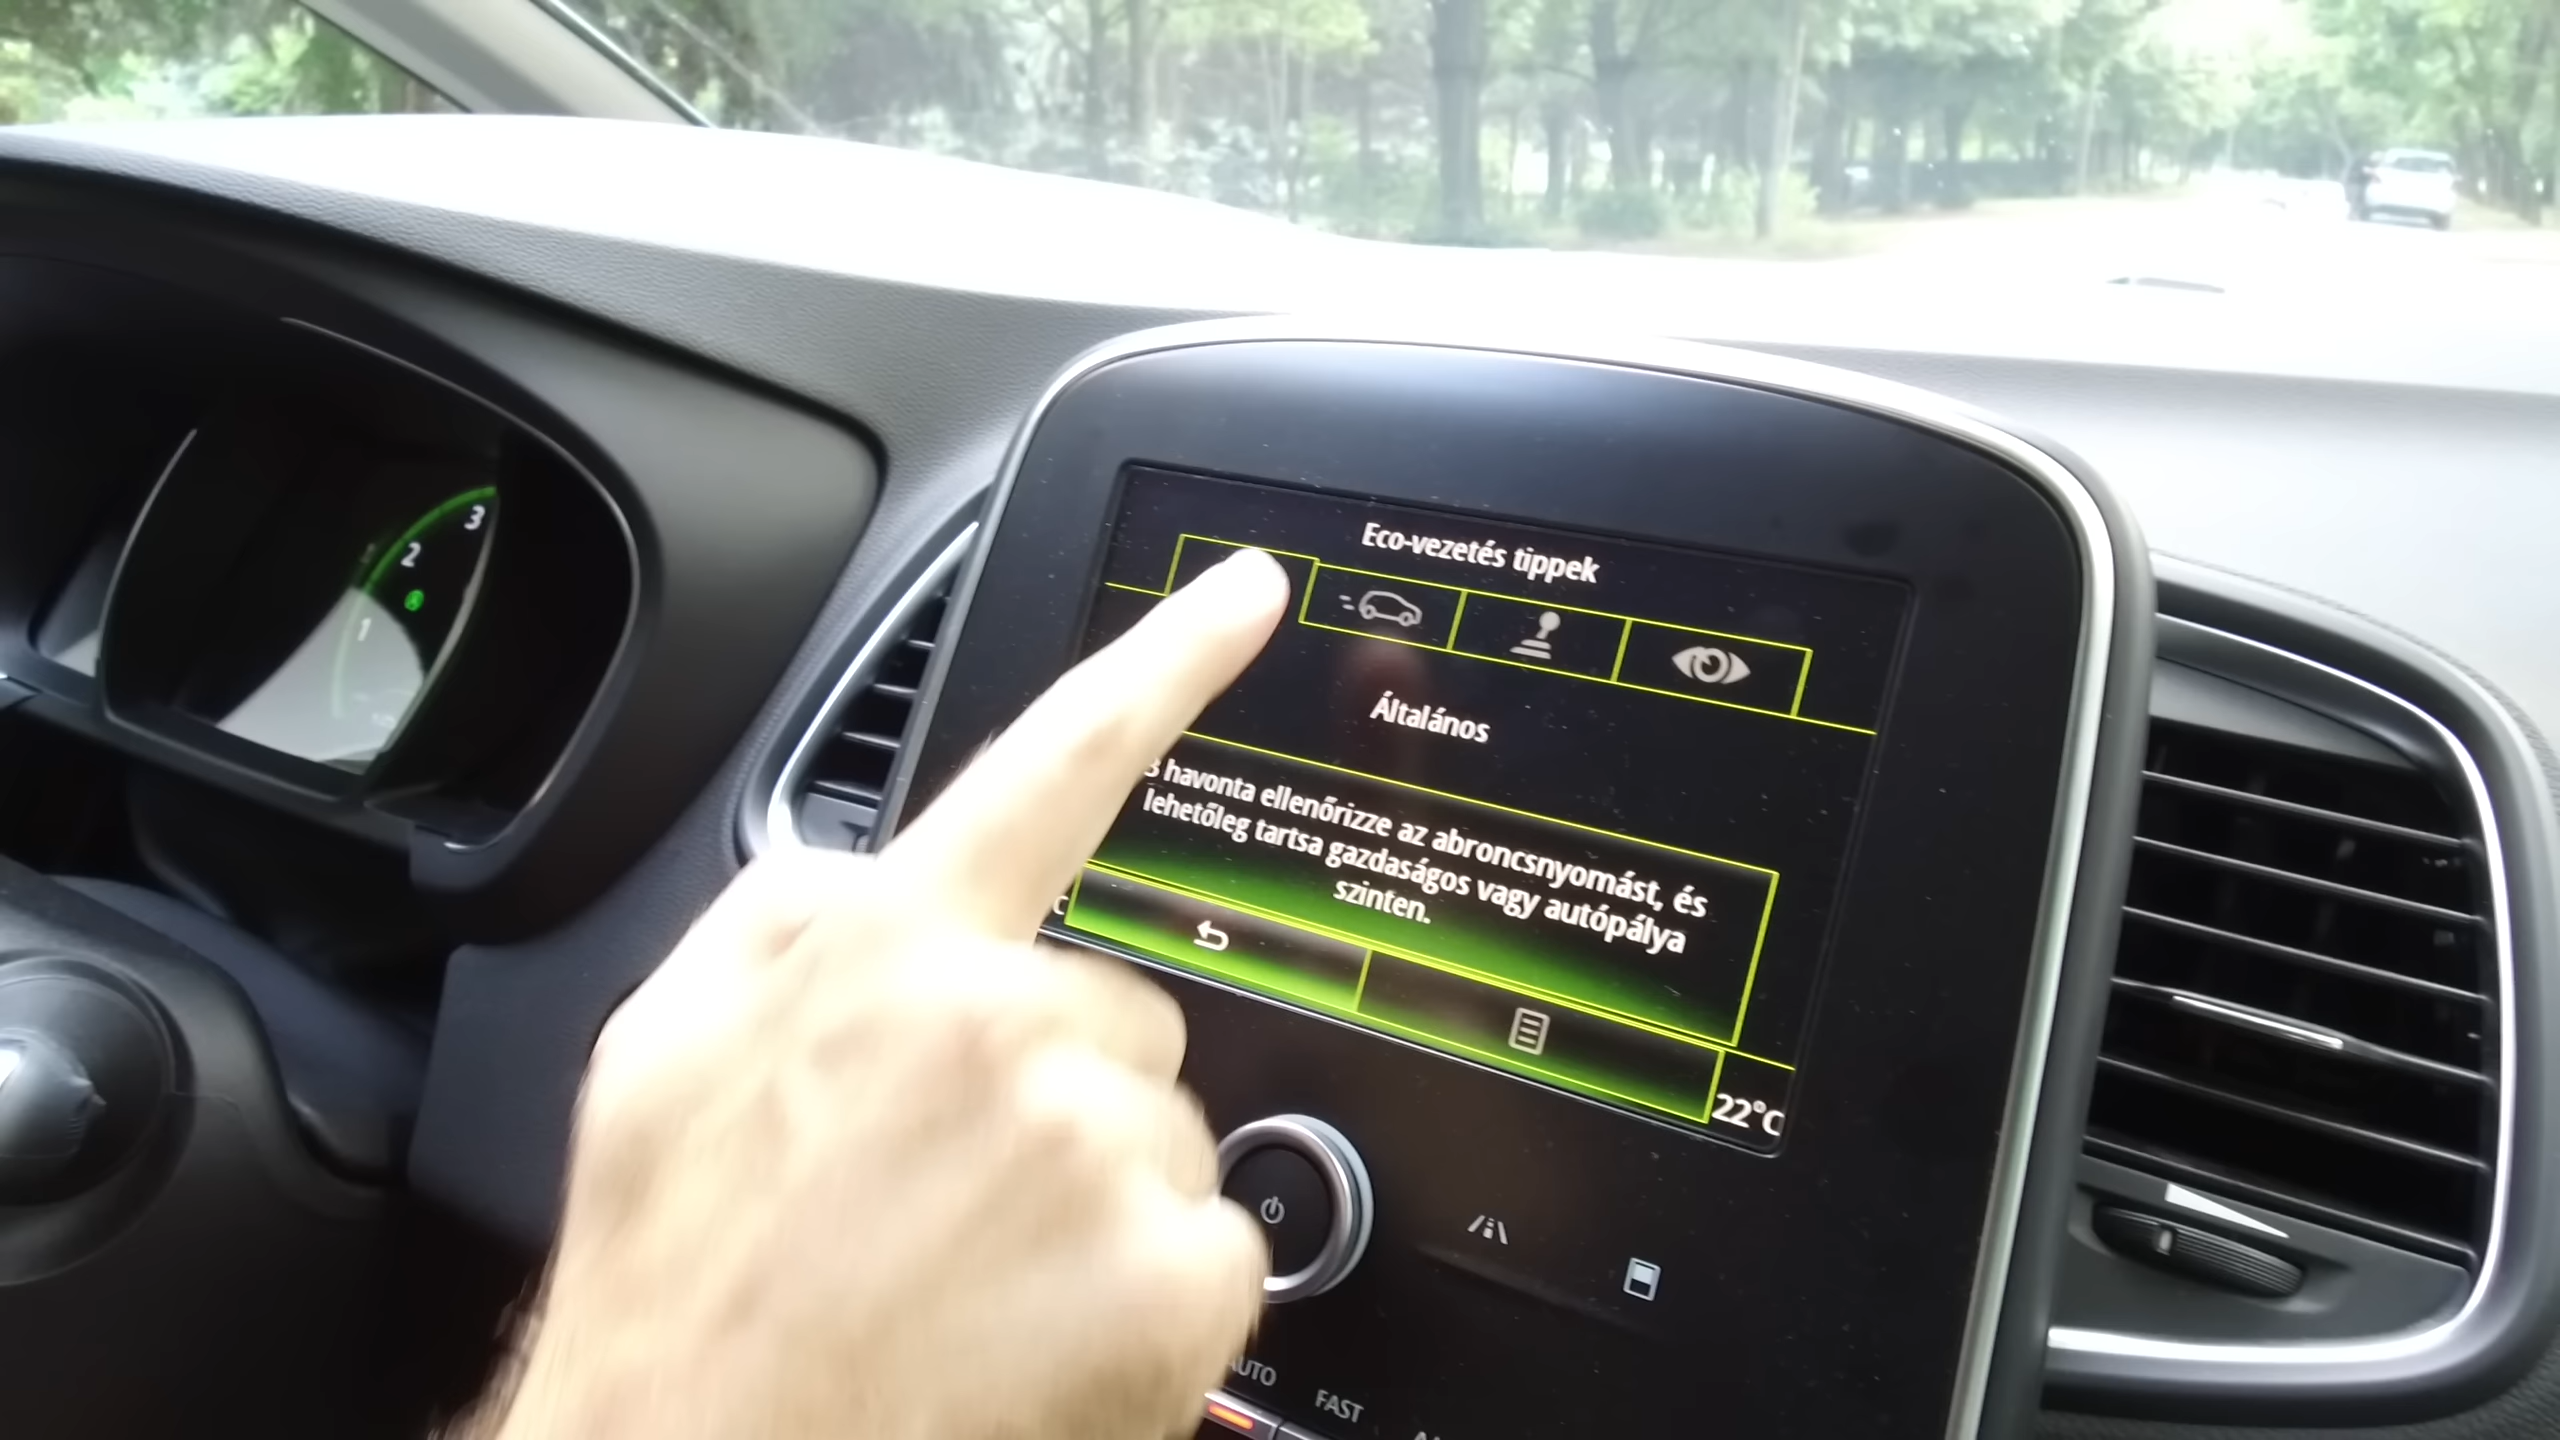 Eco-vezetés tippek
Általános
3 havonta ellenőrizze az abroncsnyomást, és
lehetőleg tartsa gazdaságos vagy autópálya
szinten.
22°C
3
2
1
AUTO
FAST